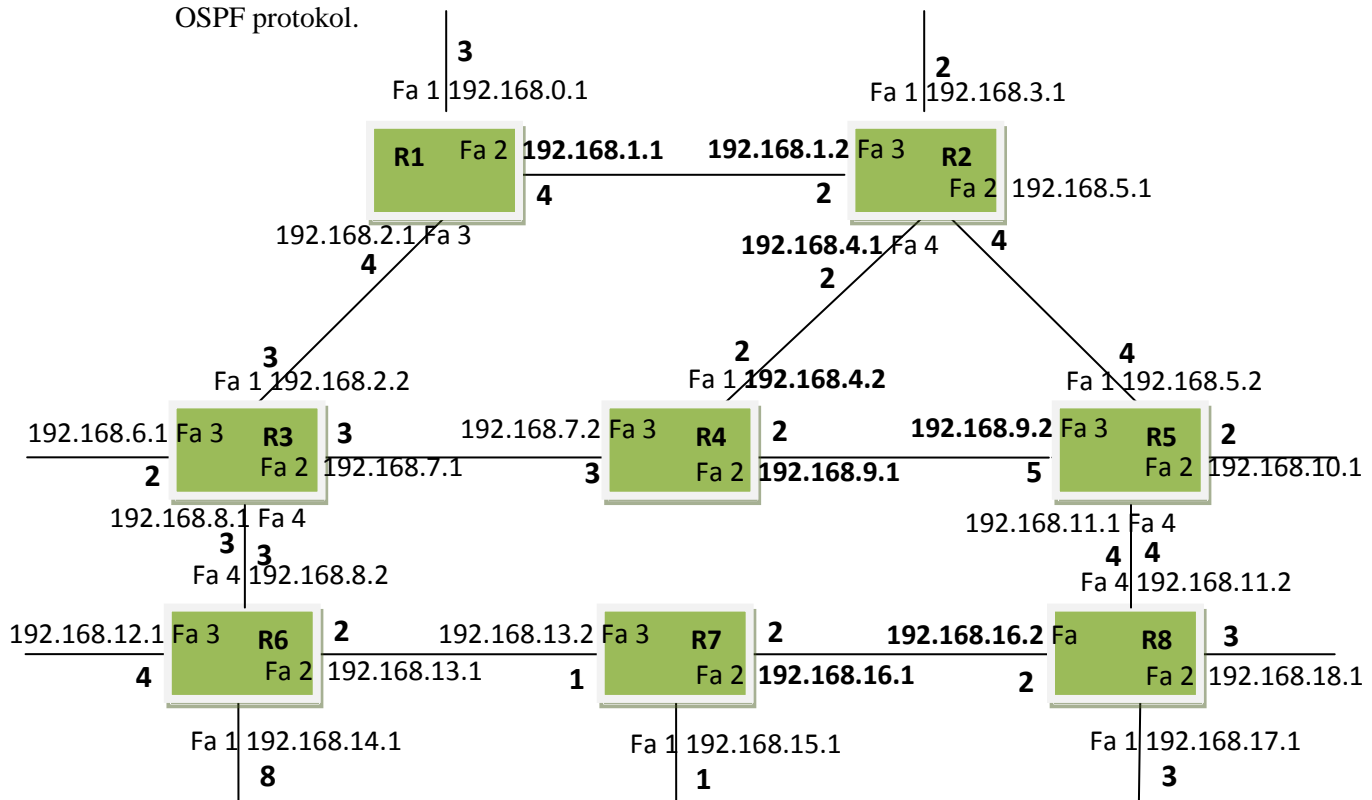 OSPF protokol.
3
2
Fa 1 192.168.0.1
Fa 1 192.168.3.1
R1 Fa 2 192.168.1.1 192.168.1.2 Fa 3 R2
4 2 Fa 2 192.168.5.1
192.168.2.1 Fa 3 192.168.4.1 Fa 4 4
4 2
3 2 4
Fa 1 192.168.2.2 Fa 1 192.168.4.2 Fa 1 192.168.5.2
192.168.6.1 Fa 3 R3 3 192.168.7.2 Fa 3 R4 2 192.168.9.2 Fa 3 R5 2
2 Fa 2 192.168.7.1 3 Fa 2 192.168.9.1 5 Fa 2 192.168.10.1
192.168.8.1 Fa 4 192.168.11.1 Fa 4
3 3 4 4
Fa 4 192.168.8.2 Fa 4 192.168.11.2
192.168.12.1 Fa 3 R6 2 192.168.13.2 Fa 3 R7 2 192.168.16.2 Fa R8 3
4 Fa 2 192.168.13.1 1 Fa 2 192.168.16.1 2 Fa 2 192.168.18.1
Fa 1 192.168.14.1 Fa 1 192.168.15.1 Fa 1 192.168.17.1
8 1 3